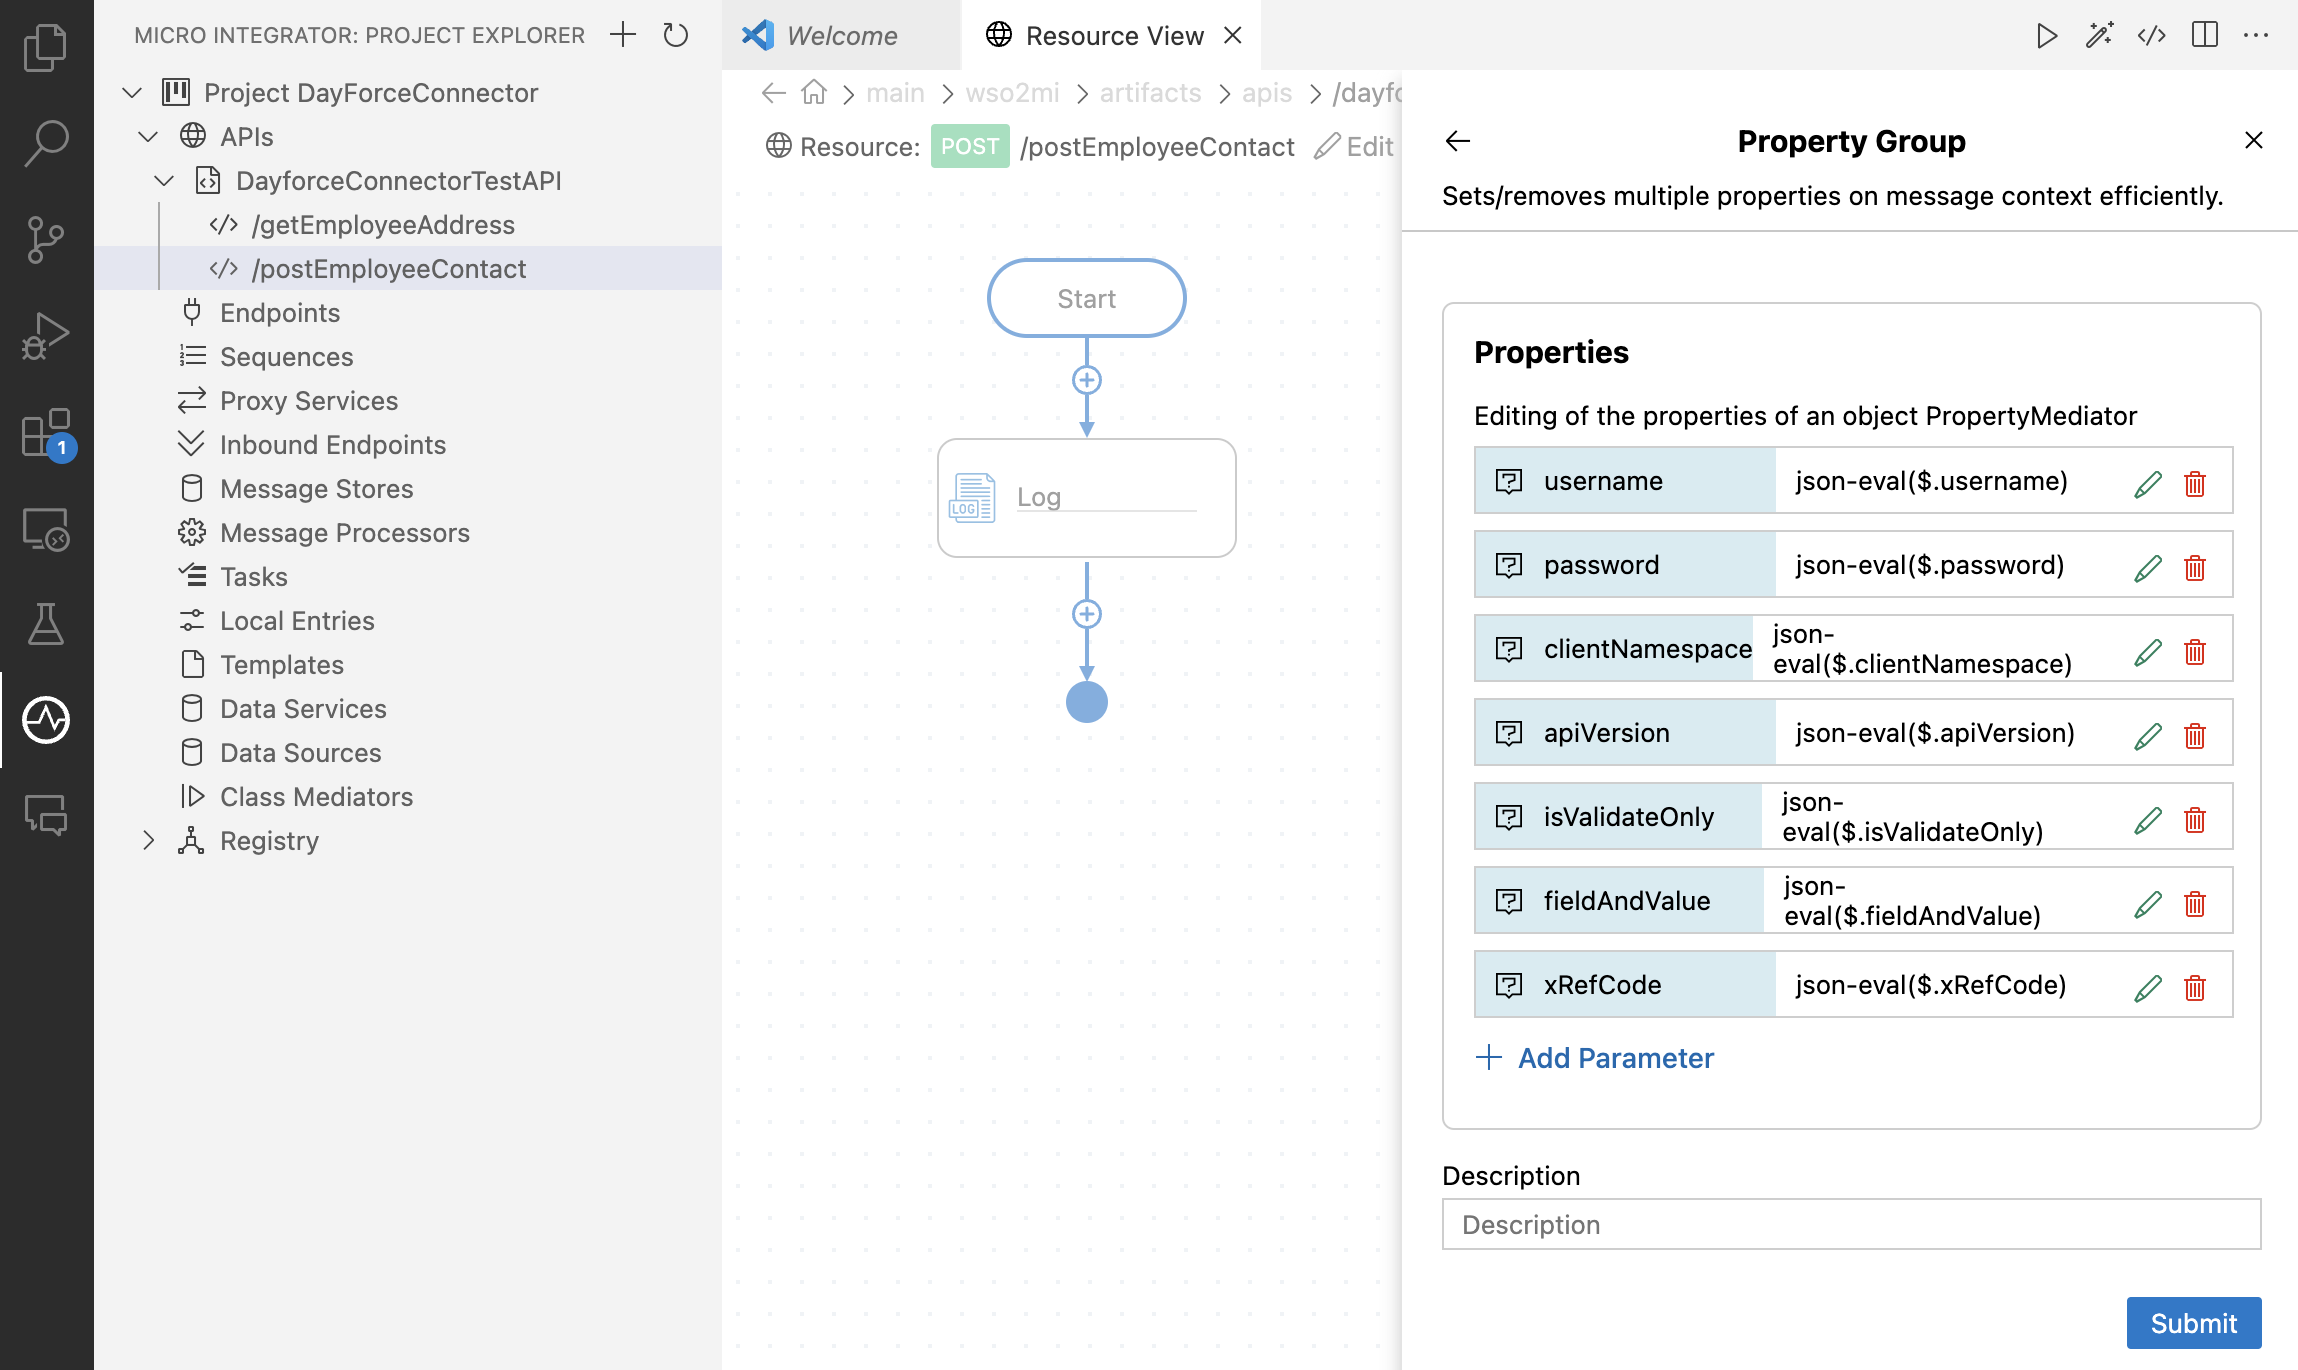 MICRO INTEGRATOR: PROJECT EXPLORER
Project DayForceConnector
APIs
DayforceConnectorTestAPI
/getEmployeeAddress
/postEmployeeContact
Endpoints
Sequences
Proxy Services
Inbound Endpoints
Message Stores
Message Processors
Tasks
Local Entries
Templates
Data Services
Data Sources
Class Mediators
Registry
1
Welcome
Resource View
main > wso2mi > artifacts > apis > /dayfo
Resource: POST /postEmployeeContact Edit
Start
LOG
Log
Property Group
Sets/removes multiple properties on message context efficiently.
Properties
Editing of the properties of an object PropertyMediator
username json-eval($.username)
password json-eval($.password)
clientNamespace json-
eval($.clientNamespace)
apiVersion json-eval($.apiVersion)
isValidateOnly json-
eval($.isValidateOnly)
fieldAndValue json-
eval($.fieldAndValue)
xRefCode json-eval($.xRefCode)
Add Parameter
Description
Description
Submit